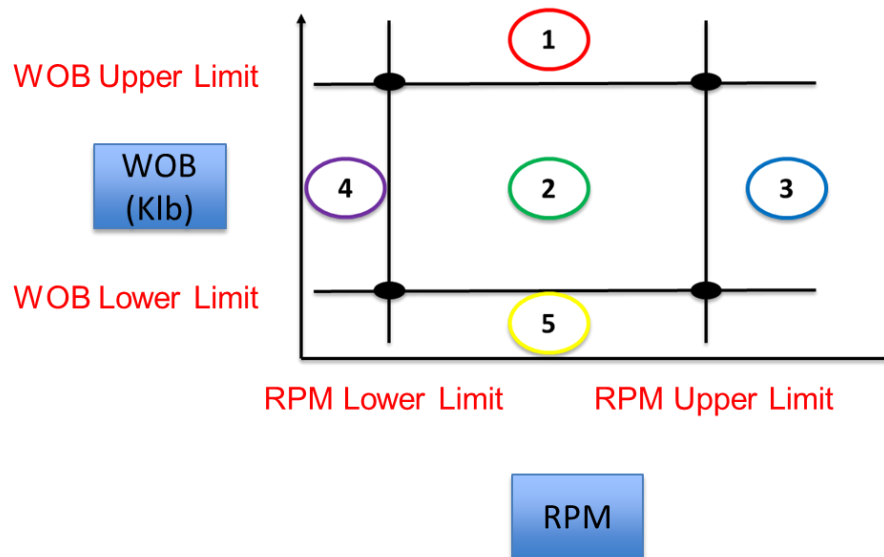 1
WOB Upper Limit
WOB
(Klb)
4
2
3
WOB Lower Limit
5
RPM Lower Limit
RPM Upper Limit
RPM